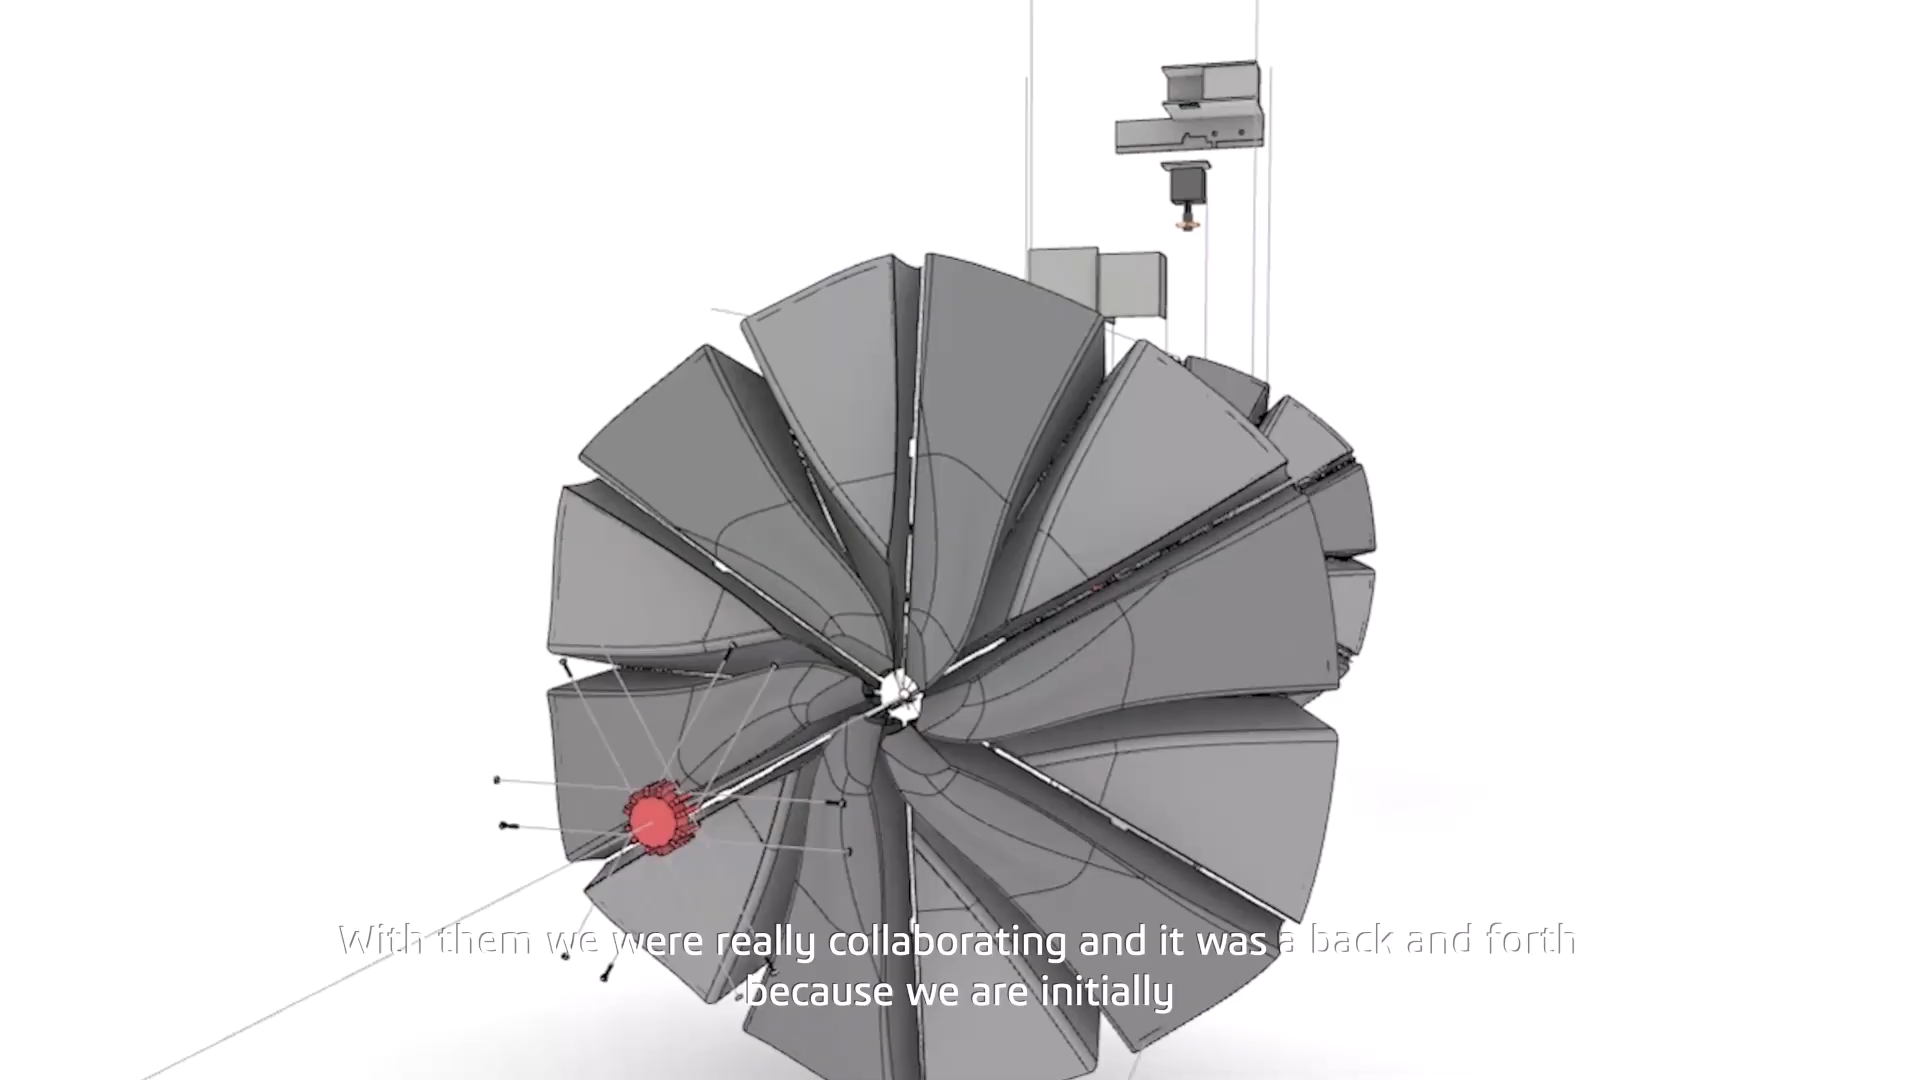 With them we were really collaborating and it was a back and forth
because we are initially